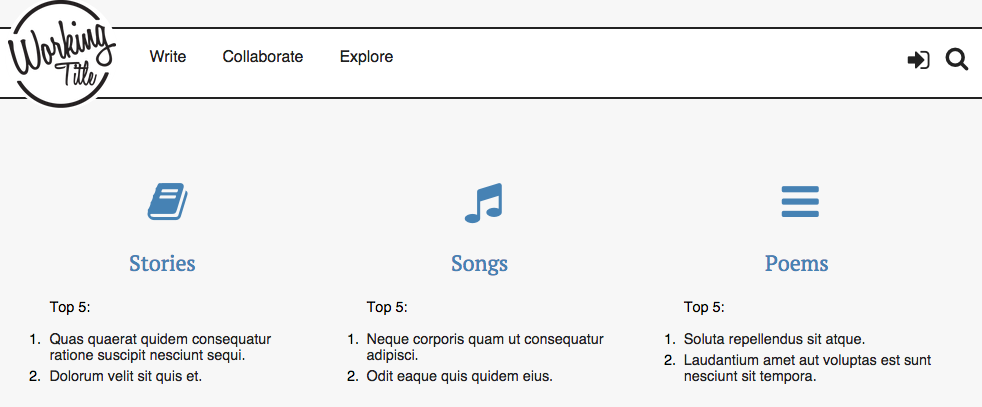 Working
Title
Write Collaborate Explore
Stories
Top 5:
1. Quas quaerat quidem consequatur
ratione suscipit nesciunt sequi.
2. Dolorum velit sit quis et.
Songs
Top 5:
1. Neque corporis quam ut consequatur
adipisci.
2. Odit eaque quis quidem eius.
Poems
Top 5:
1. Soluta repellendus sit atque.
2. Laudantium amet aut voluptas est sunt
nesciunt sit tempora.